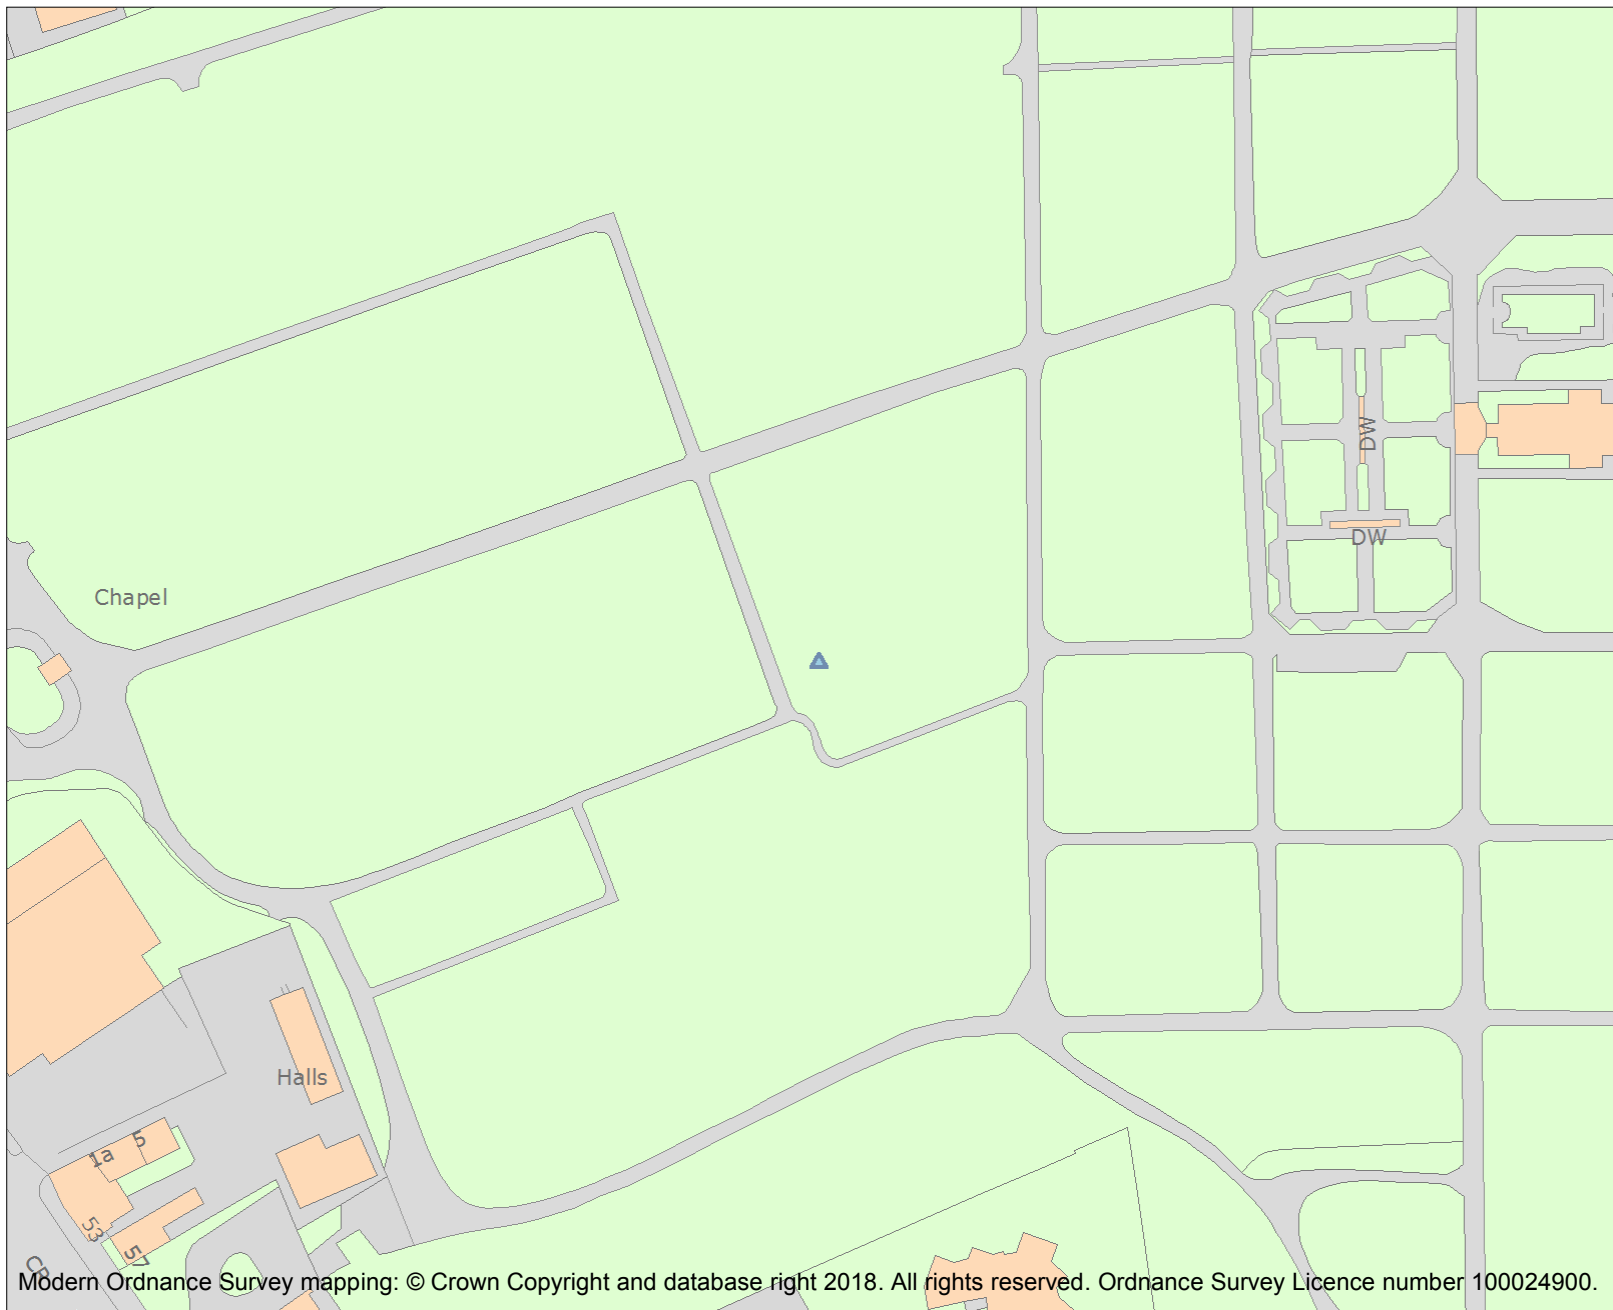 DW
DW
Chapel
Halls
5
1a
53
57
Modern Ordnance Survey mapping: © Crown Copyright and database right 2018. All rights reserved. Ordnance Survey Licence number 100024900.